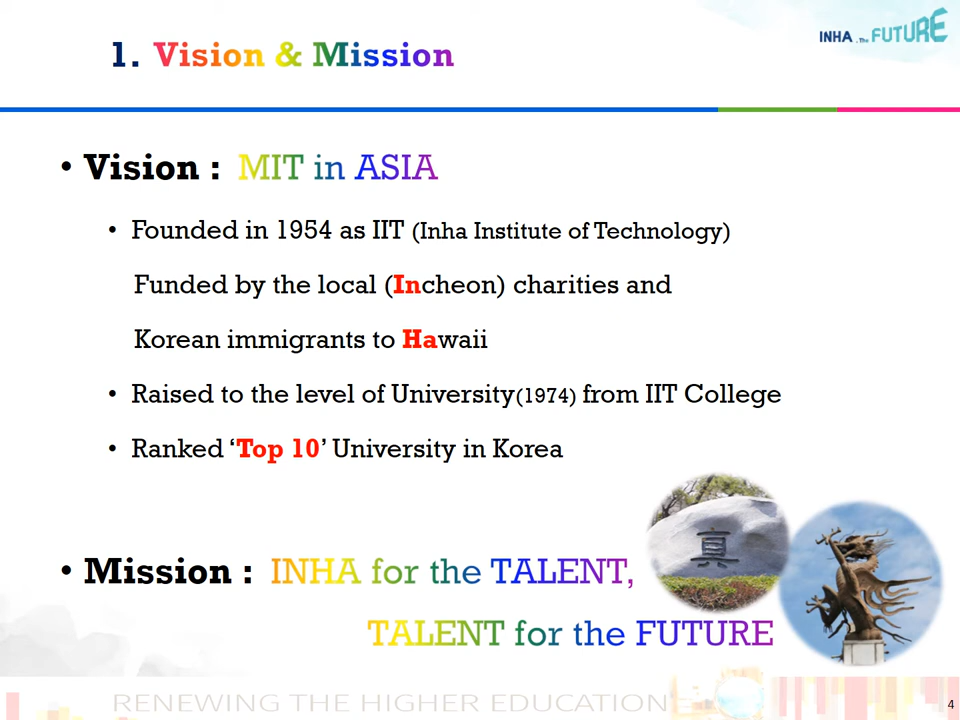 INHA in The FUTURE
1. Vision & Mission
• Vision : MIT in ASIA
• Founded in 1954 as IIT (Inha Institute of Technology)
Funded by the local (Incheon) charities and
Korean immigrants to Hawaii
• Raised to the level of University(1974) from IIT College
• Ranked ‘Top 10’ University in Korea
真
• Mission : INHA for the TALENT,
TALENT for the FUTURE
RENEWING THE HIGHER EDUCATION
4